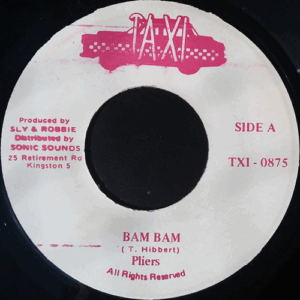 TAXI
Produced by
SLY & ROBBIE
Distributed by
SONIC SOUNDS
25 Retirement Rd
Kingston 5
SIDE A
TXI - 0875
BAM BAM
( T. Hibbert)
Pliers
All Rights Reserved